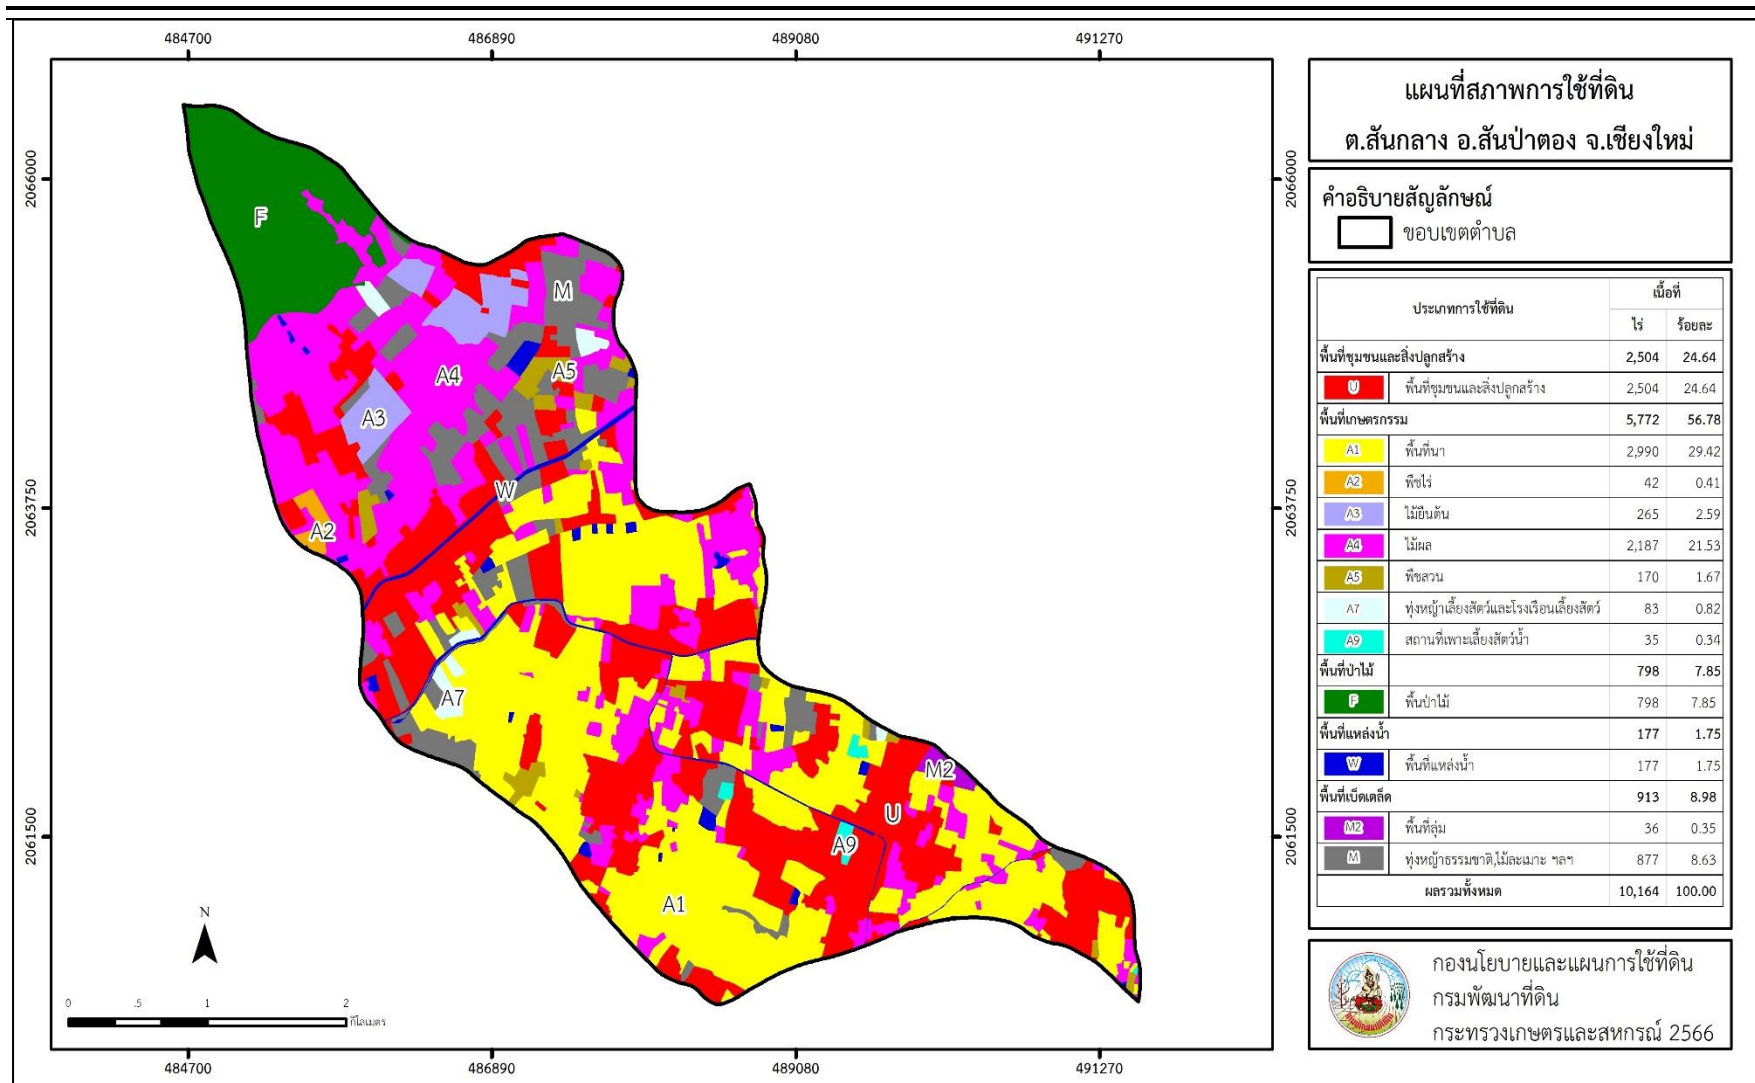 484700 486890 489080 491270
2066000 2066000
2063750 2063750
2061500 2061500
F
M
A4
A5
A3
W
A2
A7
M2
U
A9
A1
N
0 .5 1 2
กิโลเมตร
484700 486890 489080 491270
แผนที่สภาพการใช้ที่ดิน
ต.สันกลาง อ.สันป่าตอง จ.เชียงใหม่
คำอธิบายสัญลักษณ์
ขอบเขตตำบล
ประเภทการใช้ที่ดิน เนื้อที่
ไร่ ร้อยละ
พื้นที่ชุมชนและสิ่งปลูกสร้าง 2,504 24.64
U พื้นที่ชุมชนและสิ่งปลูกสร้าง 2,504 24.64
พื้นที่เกษตรกรรม 5,772 56.78
A1 พื้นที่นา 2,990 29.42
A2 พืชไร่ 42 0.41
A3 ไม้ยืนต้น 265 2.59
A4 ไม้ผล 2,187 21.53
A5 พืชสวน 170 1.67
A7 ทุ่งหญ้าเลี้ยงสัตว์และโรงเรือนเลี้ยงสัตว์ 83 0.82
A9 สถานที่เพาะเลี้ยงสัตว์น้ำ 35 0.34
พื้นที่ป่าไม้ 798 7.85
F พื้นป่าไม้ 798 7.85
พื้นที่แหล่งน้ำ 177 1.75
W พื้นที่แหล่งน้ำ 177 1.75
พื้นที่เบ็ดเตล็ด 913 8.98
M2 พื้นที่ลุ่ม 36 0.35
M ทุ่งหญ้าธรรมชาติ,ไม้ละเมาะ ฯลฯ 877 8.63
ผลรวมทั้งหมด 10,164 100.00
กองนโยบายและแผนการใช้ที่ดิน
กรมพัฒนาที่ดิน
กระทรวงเกษตรและสหกรณ์ 2566